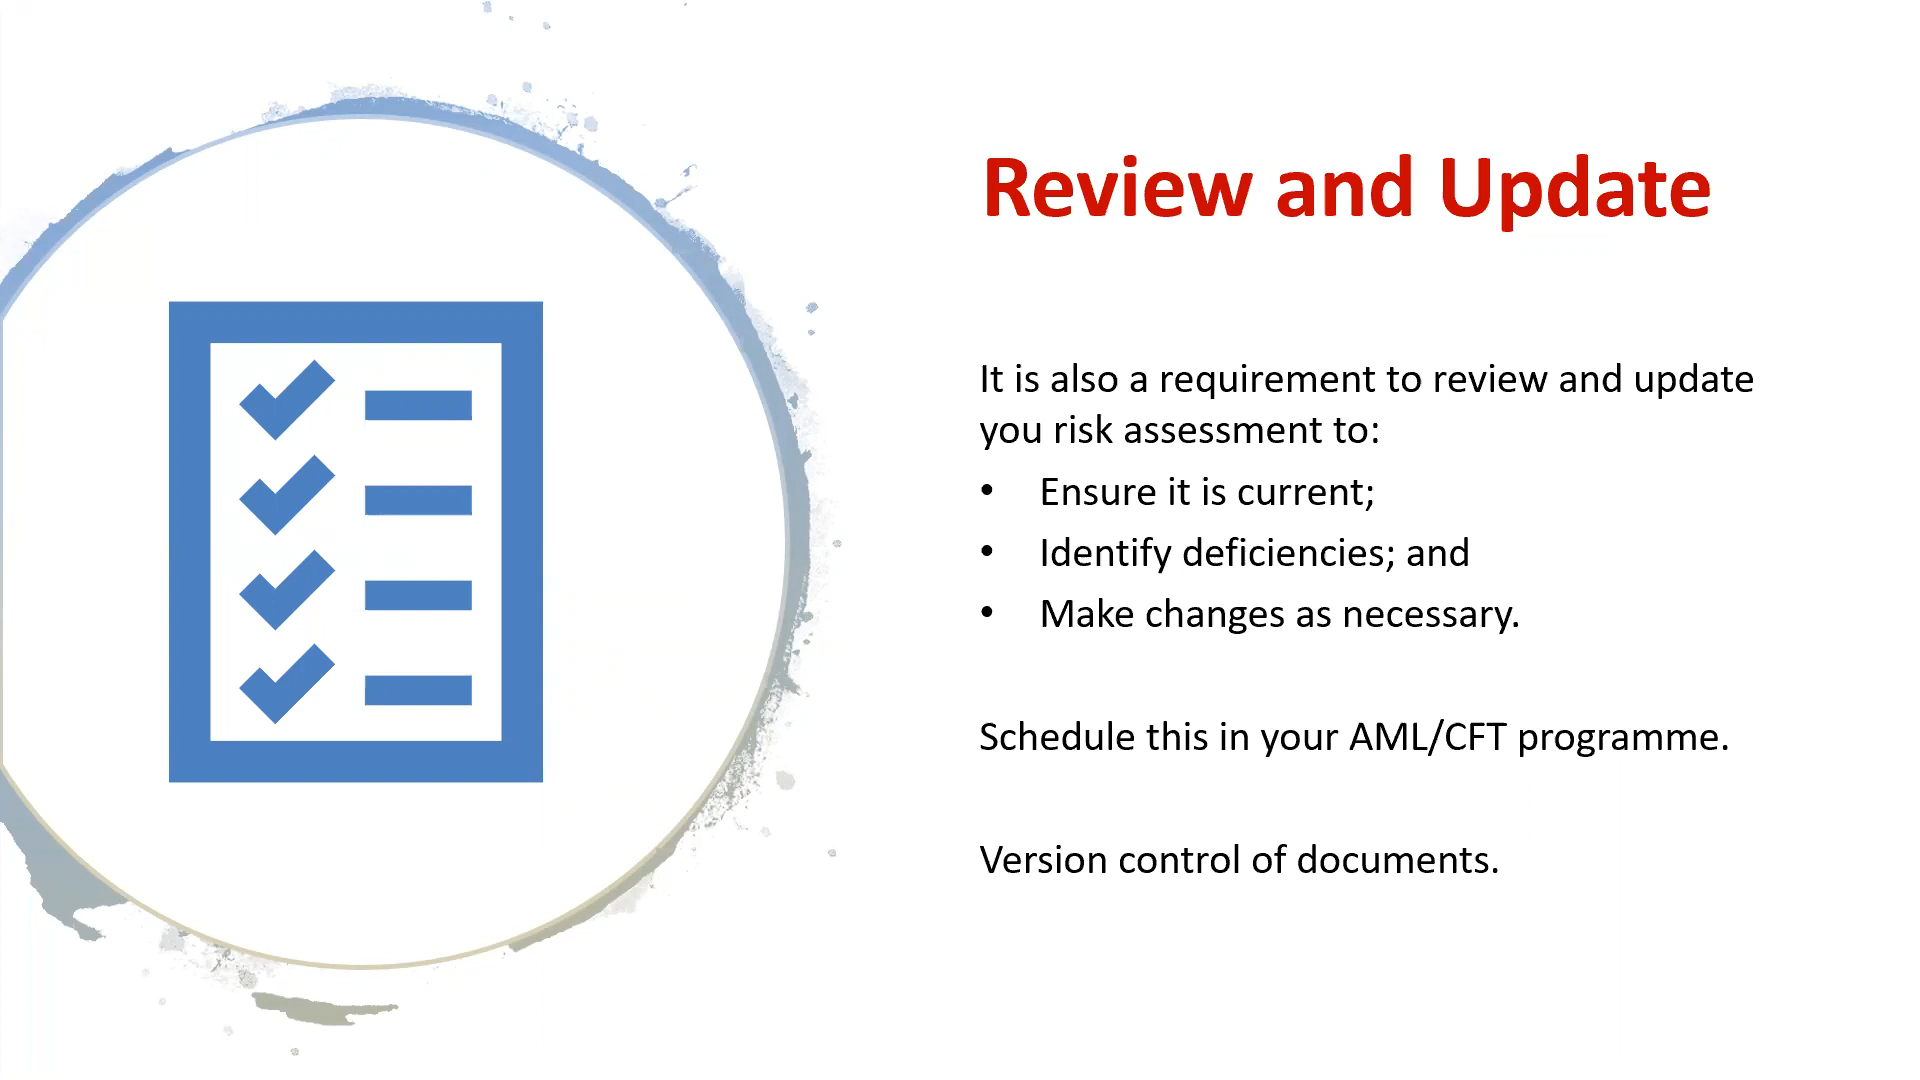 Review and Update
It is also a requirement to review and update
you risk assessment to:
• Ensure it is current;
• Identify deficiencies; and
• Make changes as necessary.
Schedule this in your AML/CFT programme.
Version control of documents.